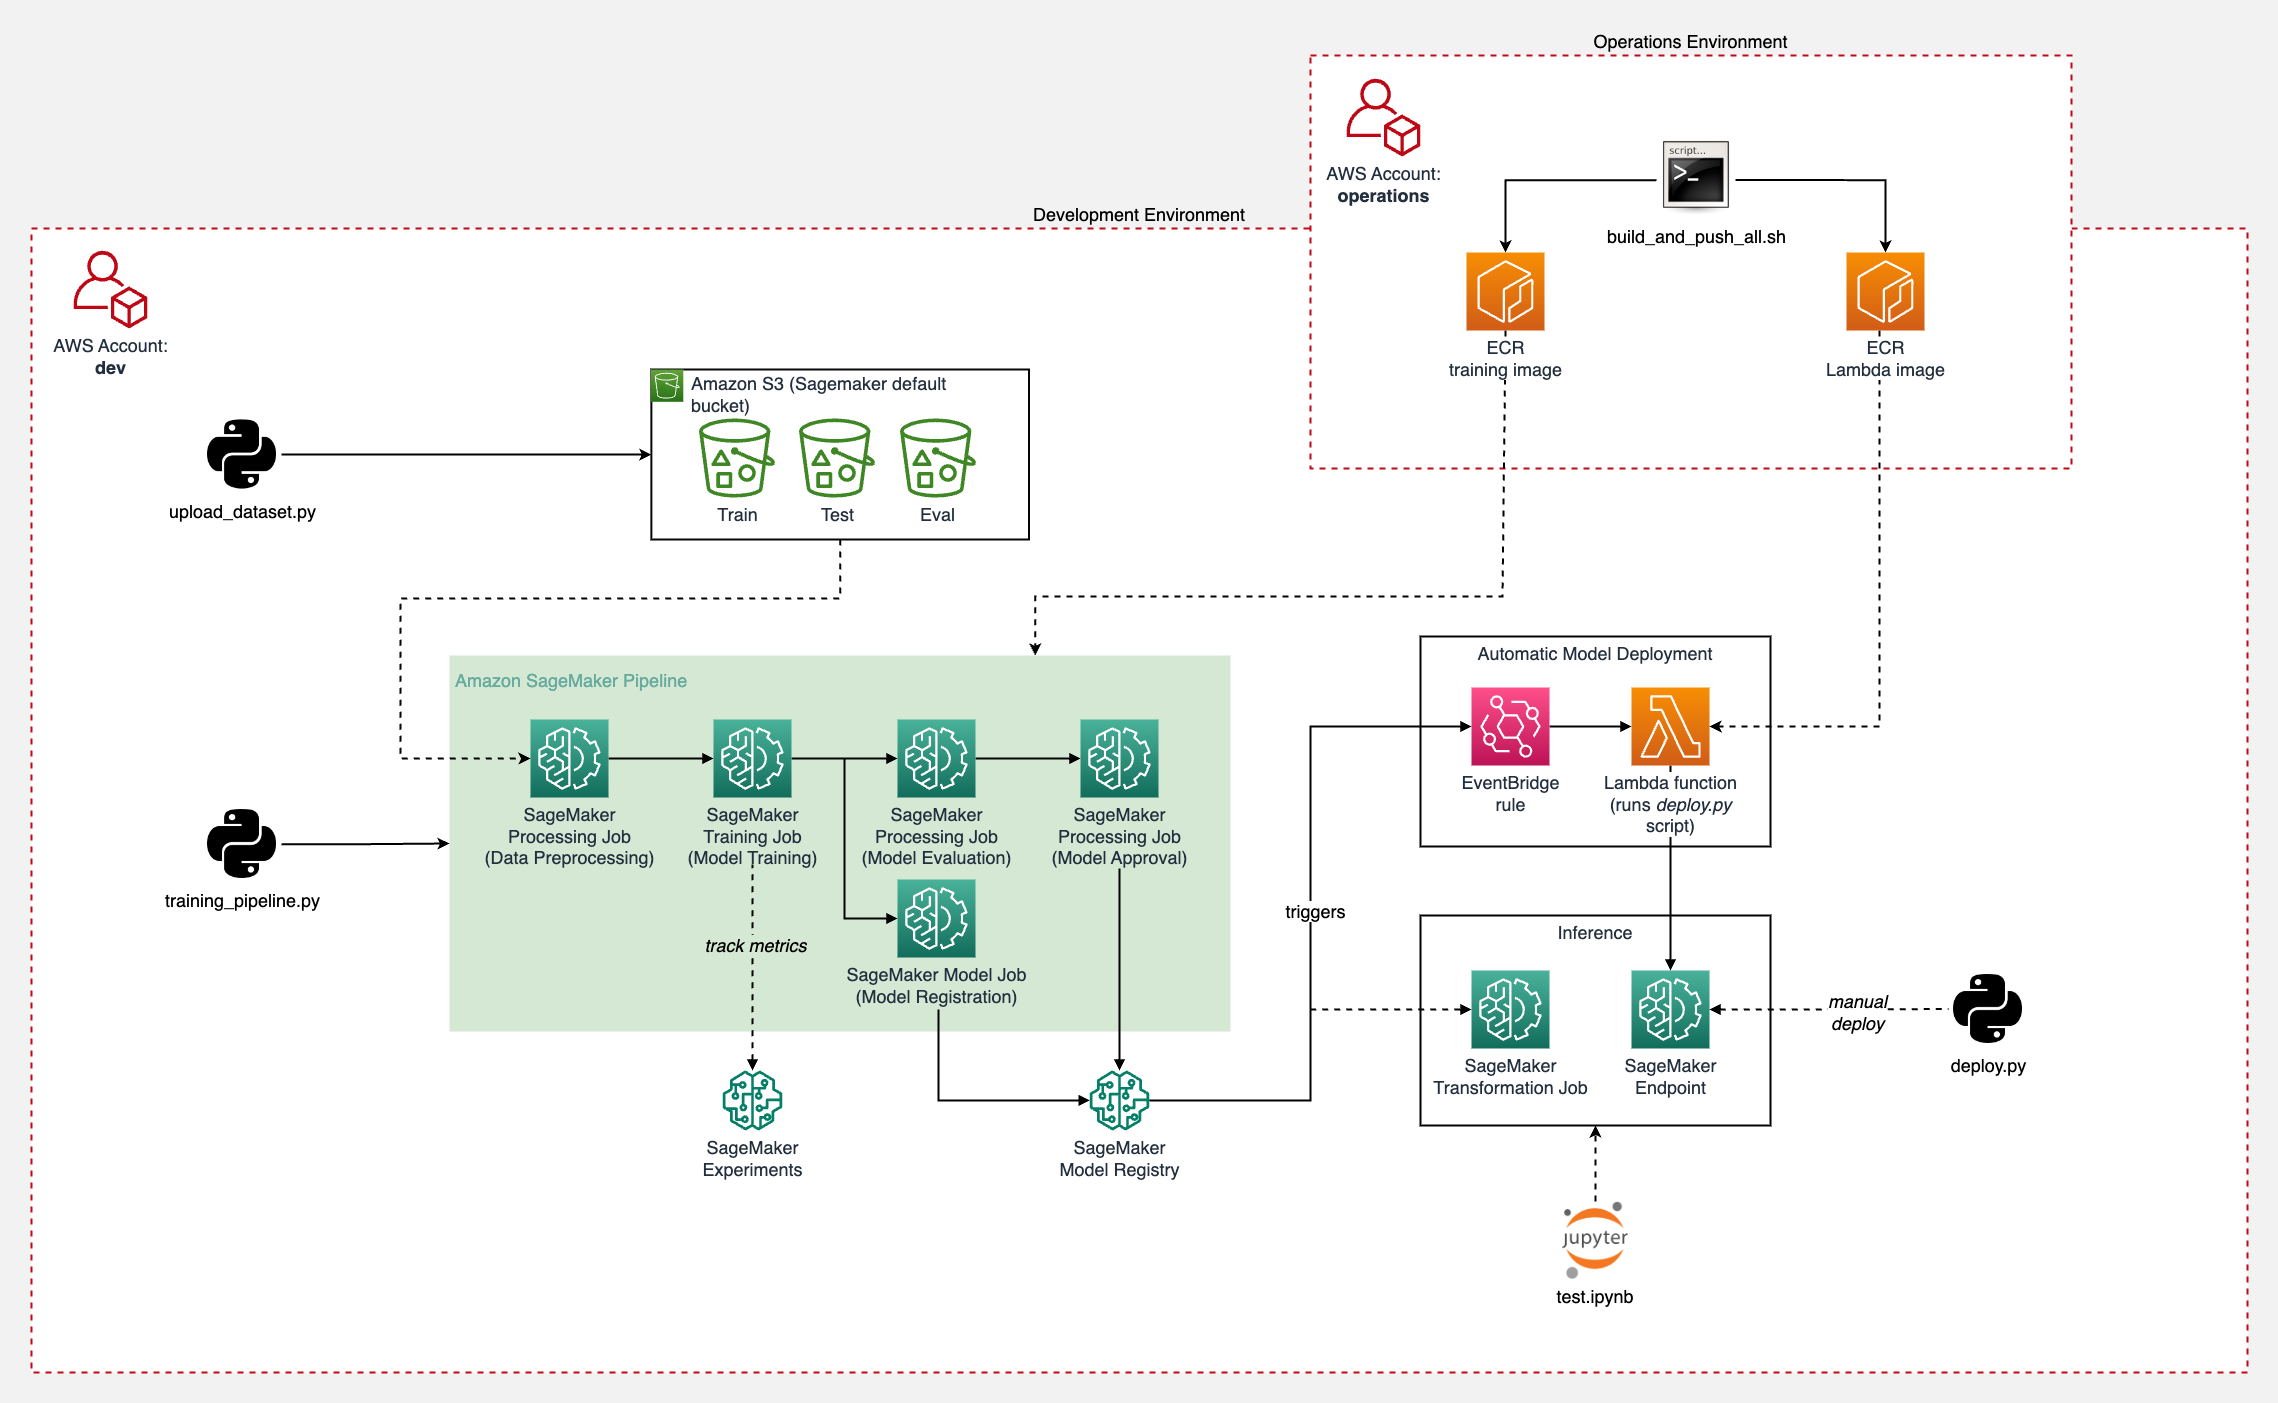 Operations Environment
script...
>_
AWS Account:
operations
build_and_push_all.sh
ECR
training image
ECR
Lambda image
Development Environment
AWS Account:
dev
upload_dataset.py
Amazon S3 (Sagemaker default
bucket)
Train
Test
Eval
training_pipeline.py
Amazon SageMaker Pipeline
SageMaker
Processing Job
(Data Preprocessing)
SageMaker
Training Job
(Model Training)
SageMaker
Processing Job
(Model Evaluation)
SageMaker
Processing Job
(Model Approval)
track metrics
SageMaker Model Job
(Model Registration)
SageMaker
Experiments
SageMaker
Model Registry
triggers
Automatic Model Deployment
EventBridge
rule
Lambda function
(runs deploy.py
script)
Inference
SageMaker
Transformation Job
SageMaker
Endpoint
manual
deploy
deploy.py
jupyter
test.ipynb